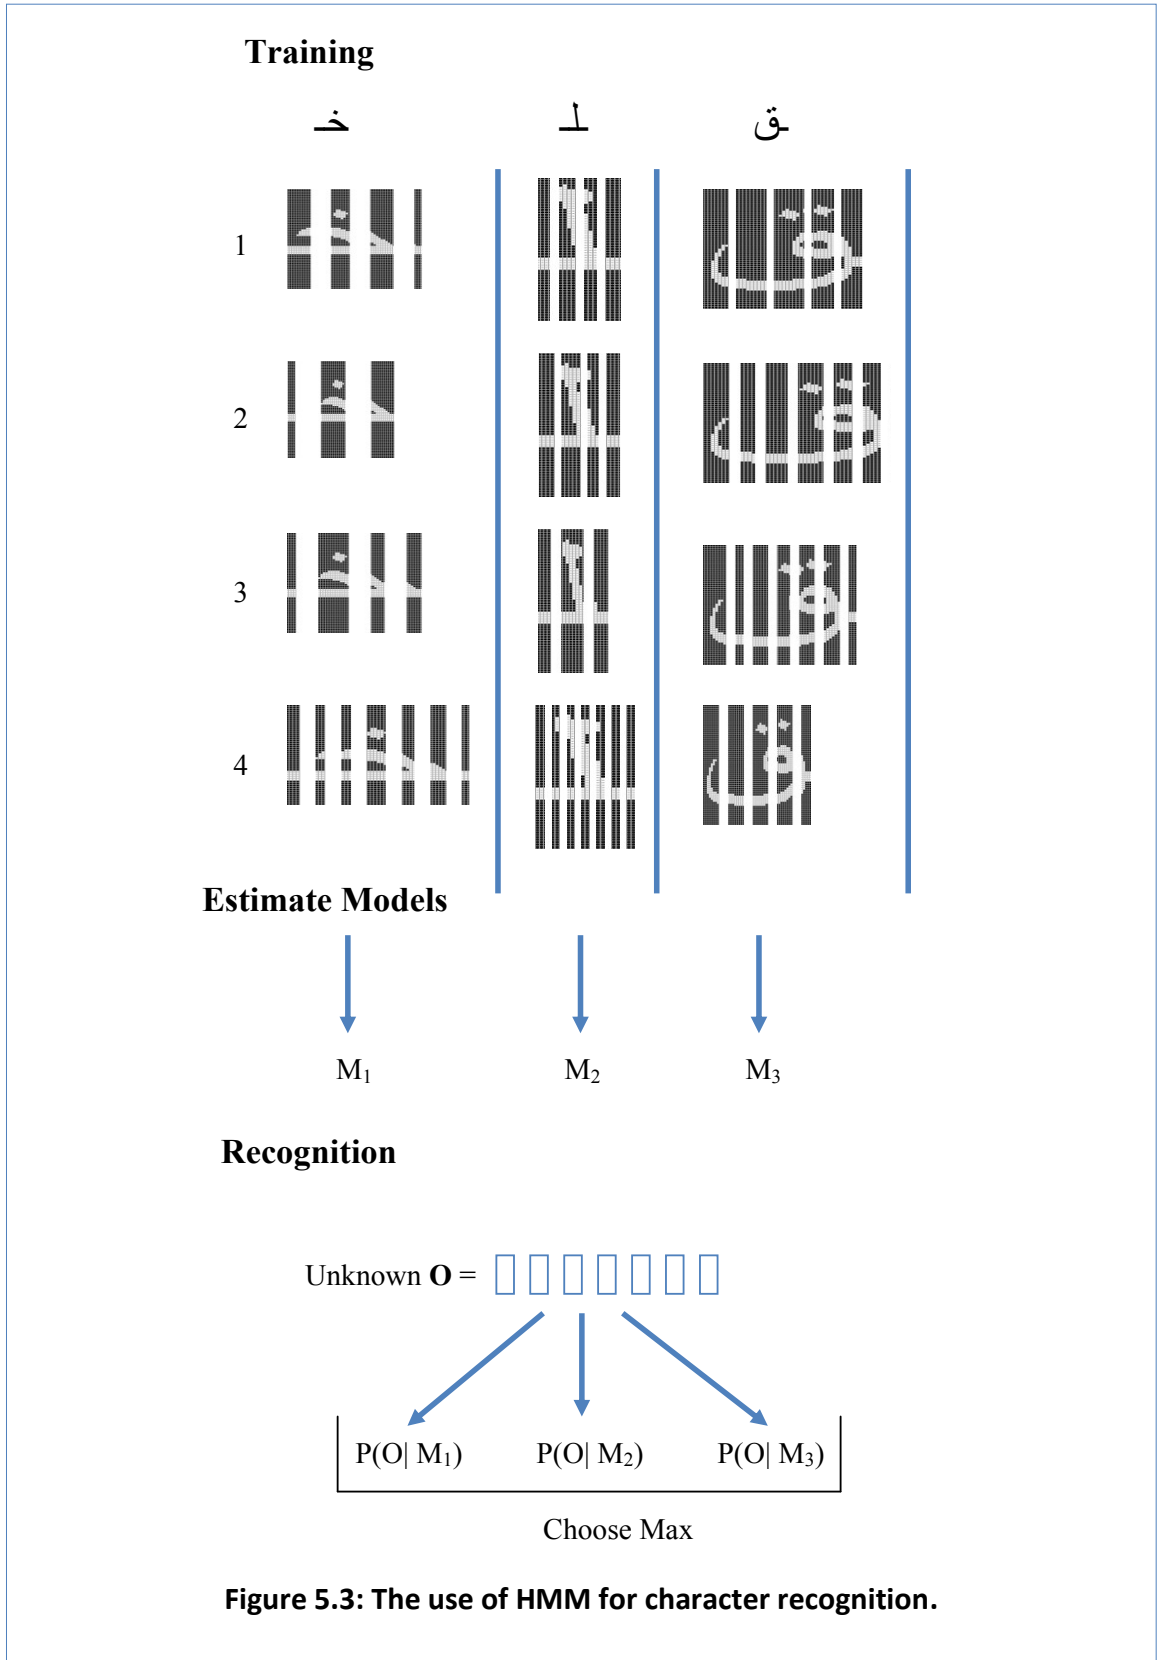 Training
خـ ـلـ ـق
1
2
3
4
Estimate Models
M₁ M₂ M₃
Recognition
Unknown O =
P(O| M₁) P(O| M₂) P(O| M₃)
Choose Max
Figure 5.3: The use of HMM for character recognition.